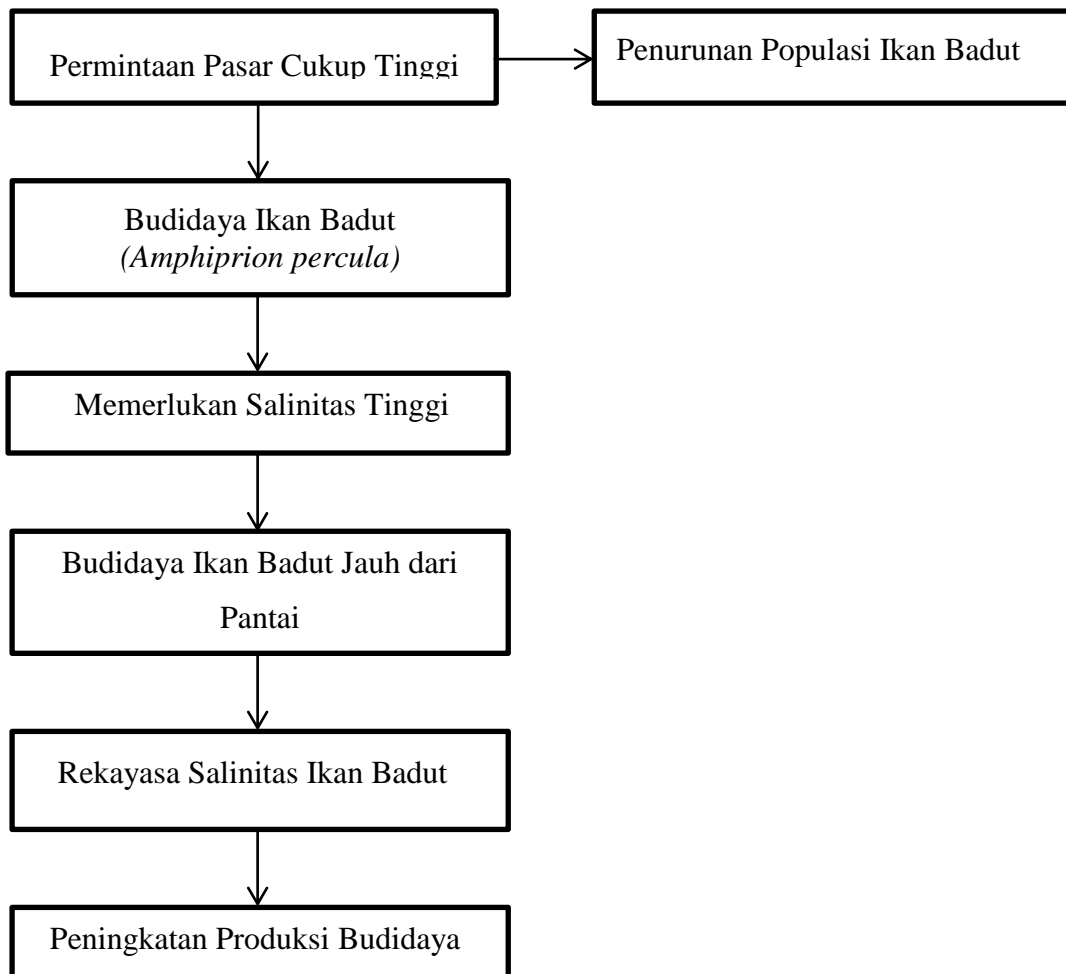 Permintaan Pasar Cukup Tinggi
Penurunan Populasi Ikan Badut
Budidaya Ikan Badut
(Amphiprion percula)
Memerlukan Salinitas Tinggi
Budidaya Ikan Badut Jauh dari
Pantai
Rekayasa Salinitas Ikan Badut
Peningkatan Produksi Budidaya